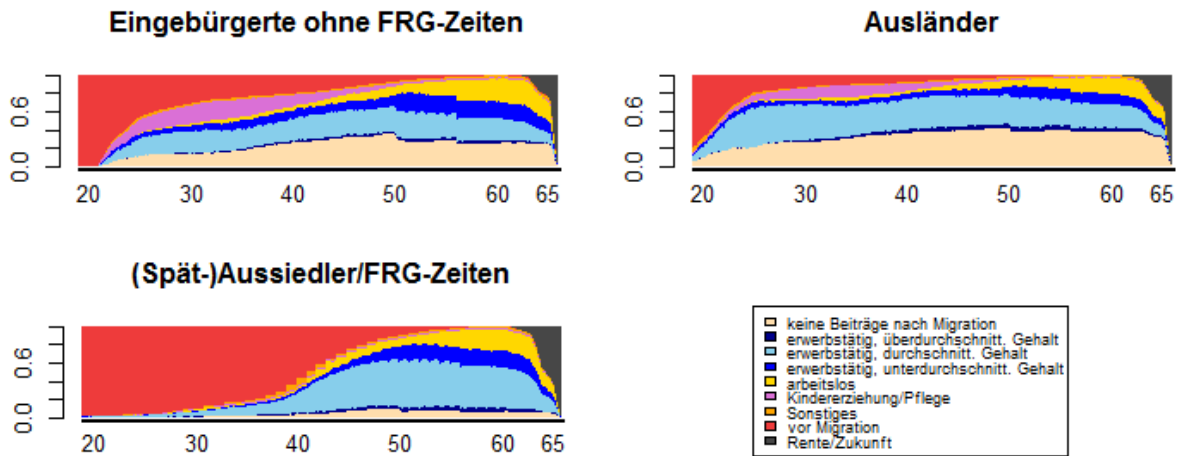 Eingebürgerte ohne FRG-Zeiten
0.0 0.6
20 30 40 50 60 65
Ausländer
0.0 0.6
20 30 40 50 60 65
(Spät-)Aussiedler/FRG-Zeiten
0.0 0.6
20 30 40 50 60 65
keine Beiträge nach Migration
erwerbstätig, überdurchschnitt. Gehalt
erwerbstätig, durchschnitt. Gehalt
erwerbstätig, unterdurchschnitt. Gehalt
arbeitslos
Kindererziehung/Pflege
Sonstiges
vor Migration
Rente/Zukunft